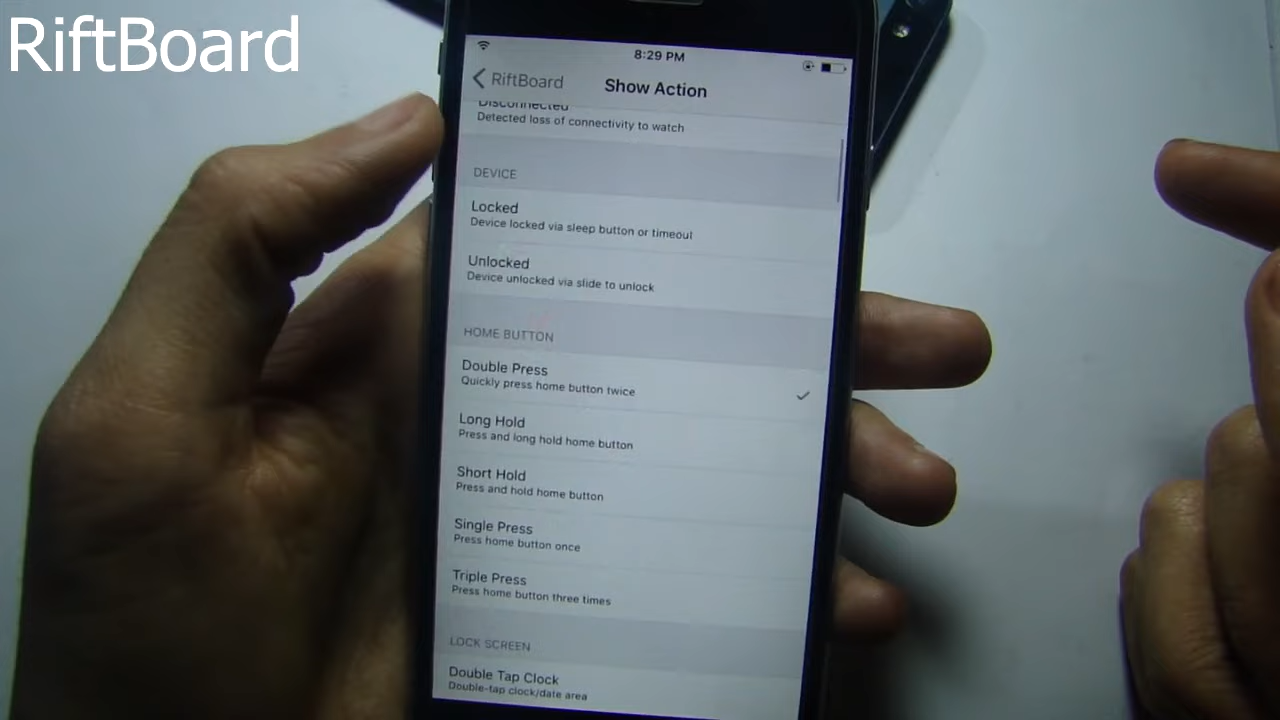 RiftBoard
8:29 PM
RiftBoard
Show Action
Disconnected
Detected loss of connectivity to watch
DEVICE
Locked
Device locked via sleep button or timeout
Unlocked
Device unlocked via slide to unlock
HOME BUTTON
Double Press
Quickly press home button twice
Long Hold
Press and long hold home button
Short Hold
Press and hold home button
Single Press
Press home button once
Triple Press
Press home button three times
LOCK SCREEN
Double Tap Clock
Double-tap clock/date area